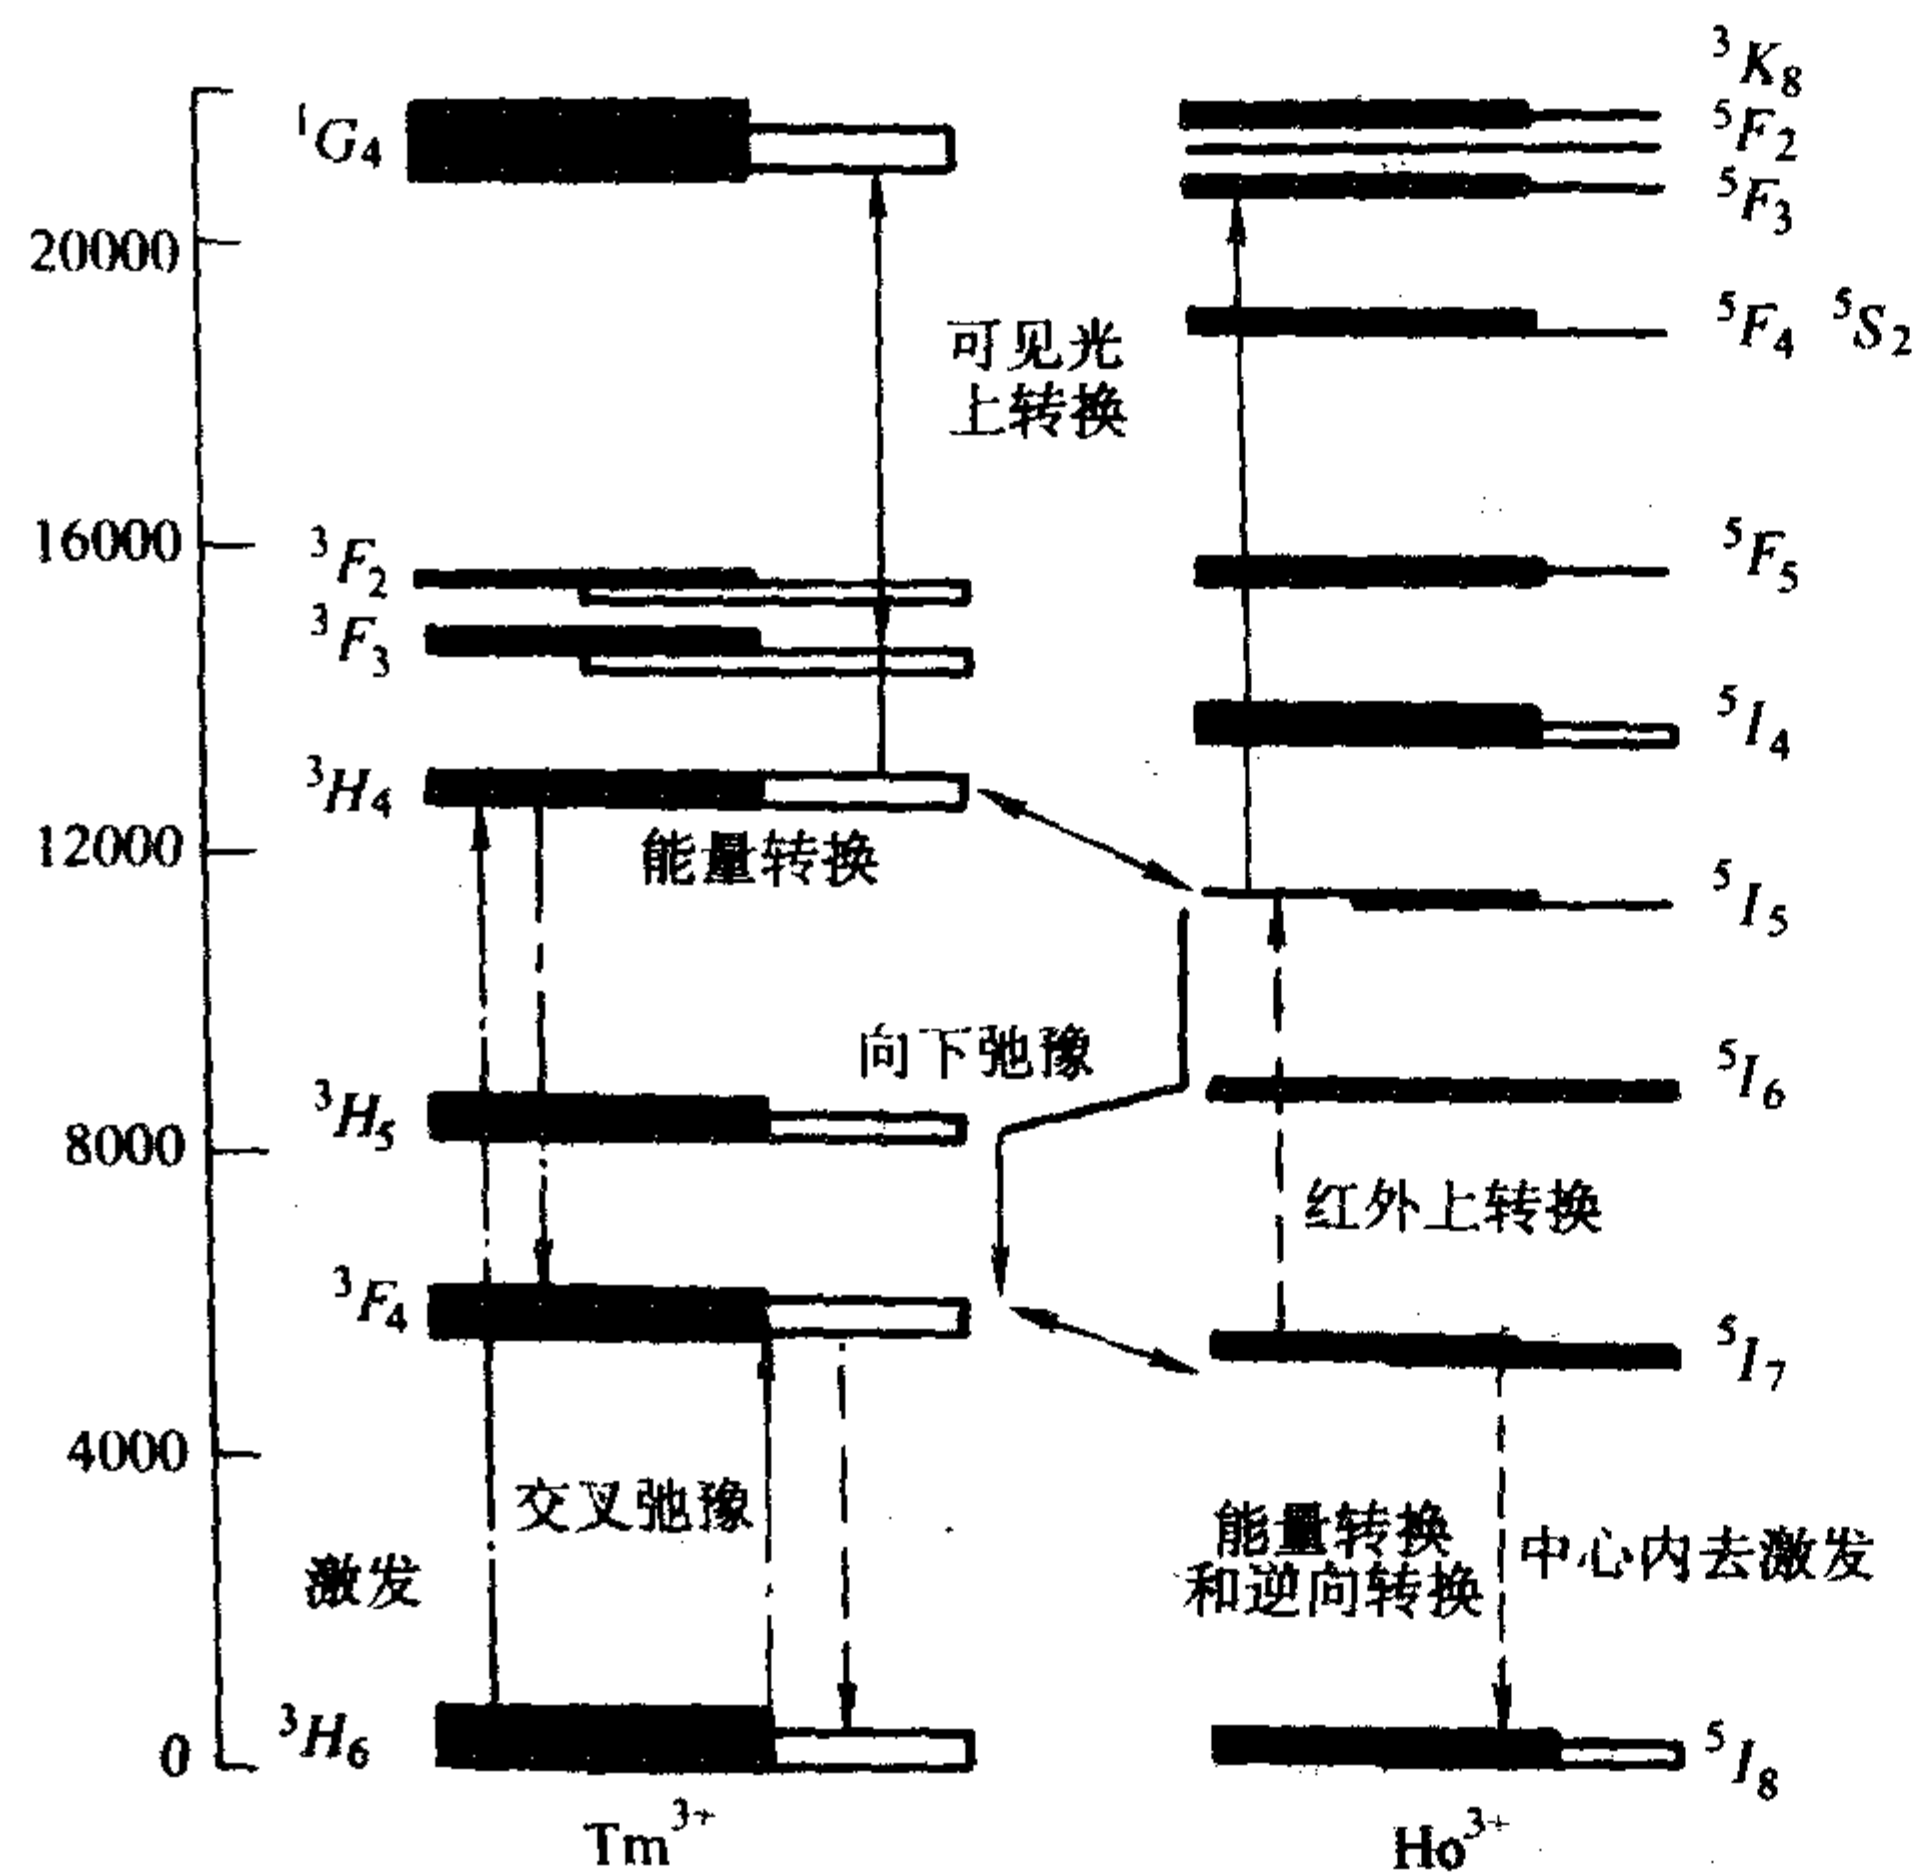 ³K₈
¹G₄
⁵F₂
⁵F₃
20000
⁵F₄ ⁵S₂
可见光
上转换
16000
³F₂
⁵F₅
³F₃
⁵I₄
³H₄
12000
能量转换
⁵I₅
向下弛豫
⁵I₆
³H₅
8000
红外上转换
³F₄
⁵I₇
4000
交叉弛豫
能量转换
和逆向转换
中心内去激发
激发
³H₆
0
⁵I₈
Tm³⁺
Ho³⁺